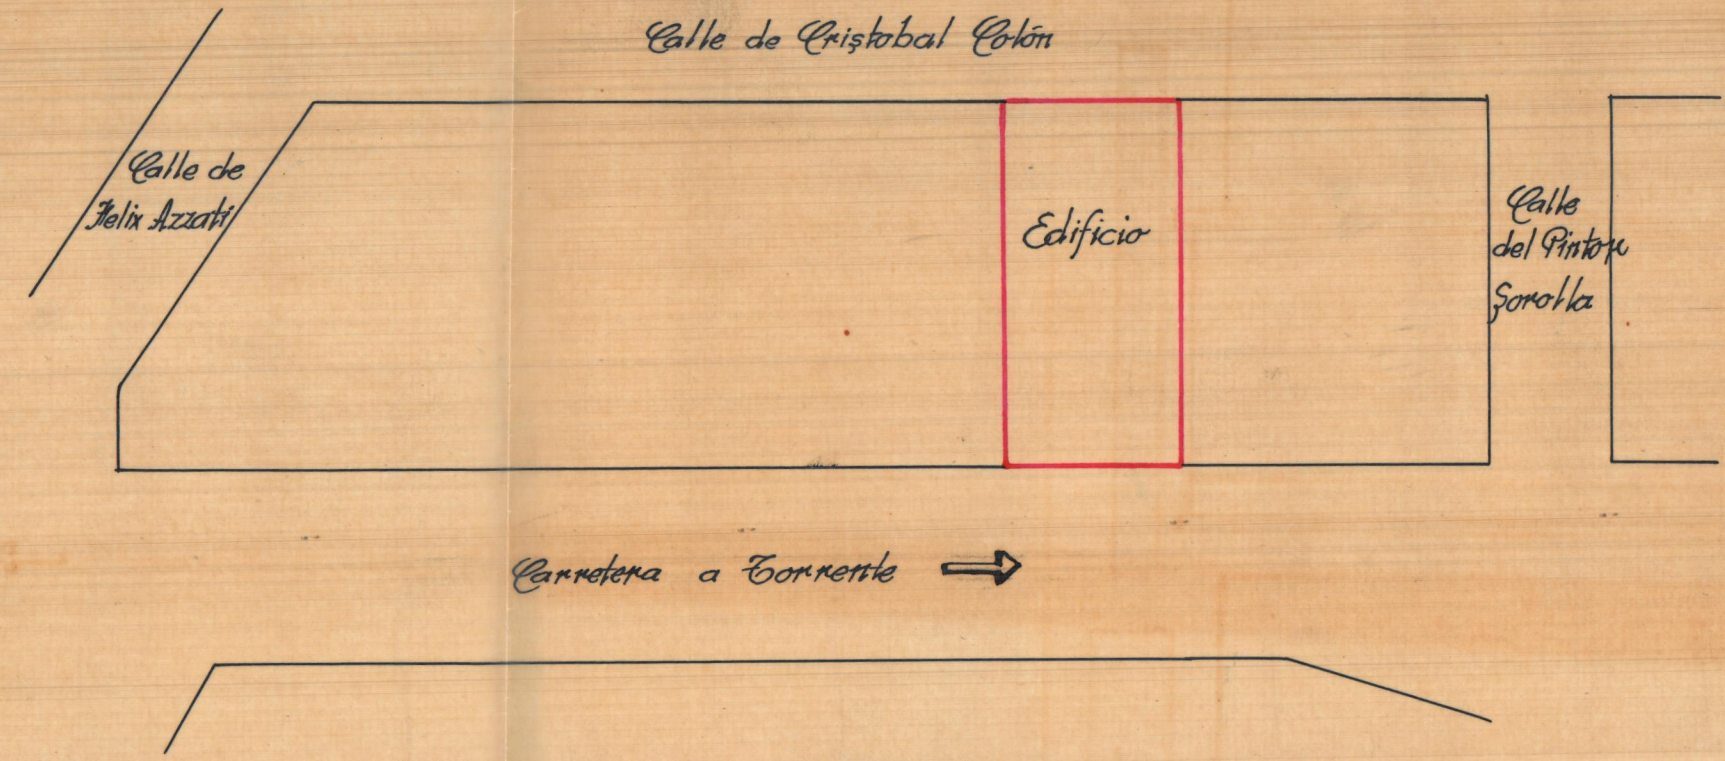 Calle de Cristobal Colón
Calle de
Felix Azzati
Edificio
Calle
del Pintor
Sorolla
Carretera a Torrente